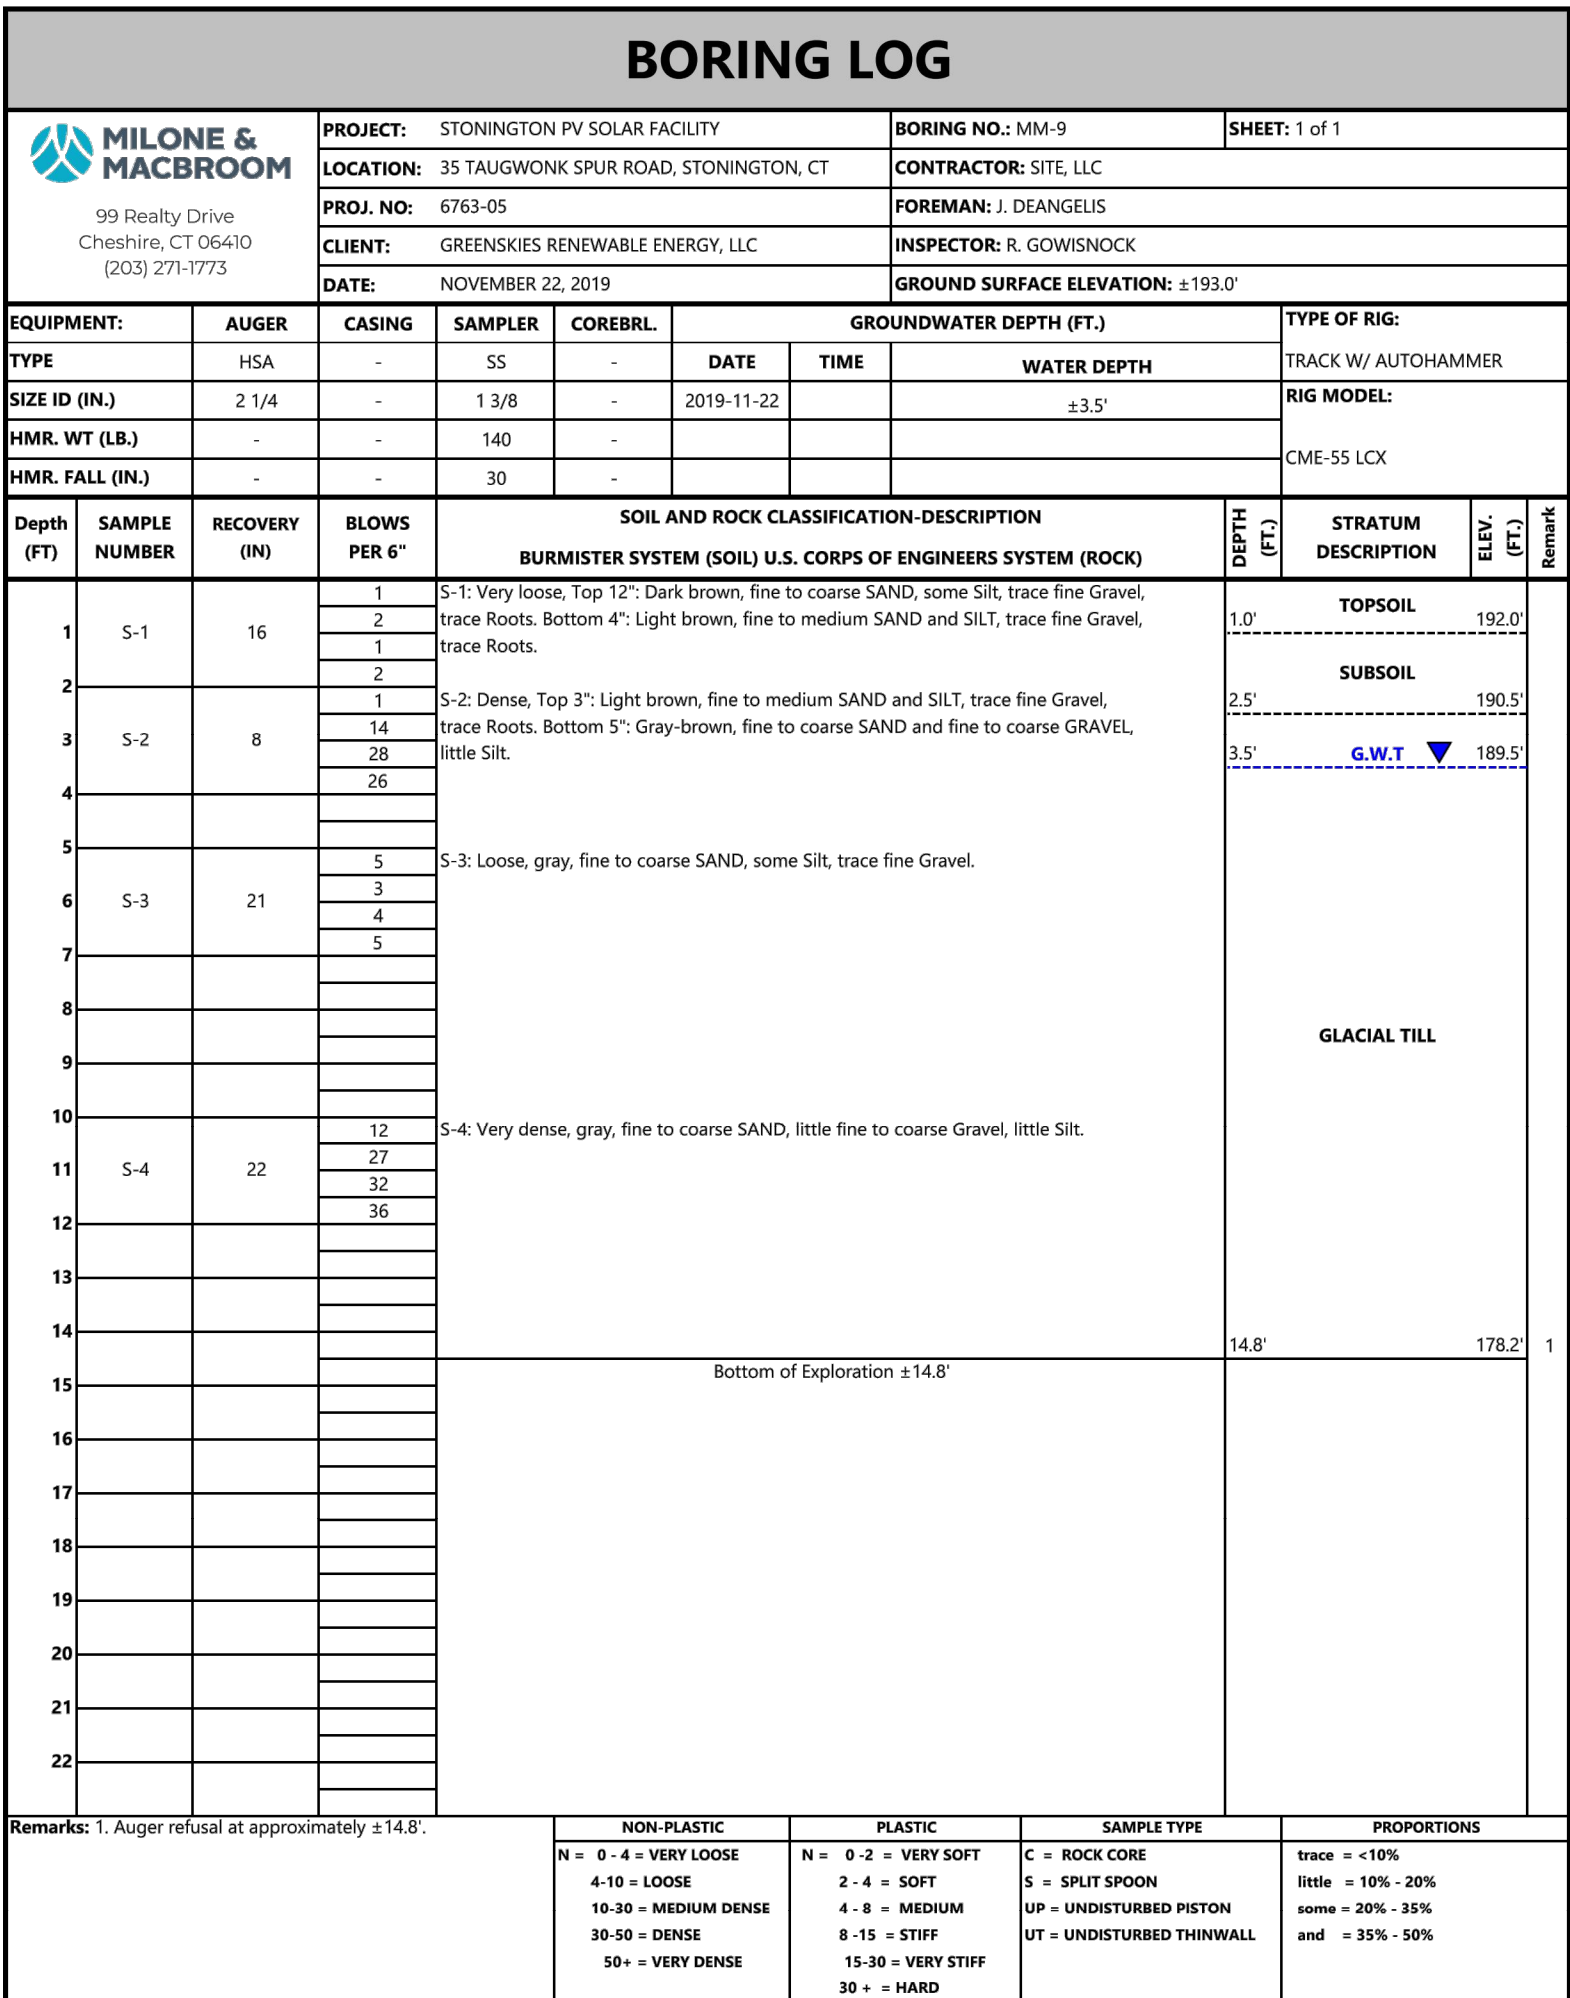 BORING LOG
MILONE & MACBROOM
99 Realty Drive
Cheshire, CT 06410
(203) 271-1773
PROJECT: STONINGTON PV SOLAR FACILITY
BORING NO.: MM-9
SHEET: 1 of 1
LOCATION: 35 TAUGWONK SPUR ROAD, STONINGTON, CT
CONTRACTOR: SITE, LLC
PROJ. NO: 6763-05
FOREMAN: J. DEANGELIS
CLIENT: GREENSKIES RENEWABLE ENERGY, LLC
INSPECTOR: R. GOWISNOCK
DATE: NOVEMBER 22, 2019
GROUND SURFACE ELEVATION: ±193.0'
EQUIPMENT: AUGER CASING SAMPLER COREBRL. GROUNDWATER DEPTH (FT.) TYPE OF RIG:
TYPE HSA - SS - DATE TIME WATER DEPTH TRACK W/ AUTOHAMMER
SIZE ID (IN.) 2 1/4 - 1 3/8 - 2019-11-22 ±3.5' RIG MODEL:
HMR. WT (LB.) - - 140 -
CME-55 LCX
HMR. FALL (IN.) - - 30 -
Depth (FT) SAMPLE NUMBER RECOVERY (IN) BLOWS PER 6" SOIL AND ROCK CLASSIFICATION-DESCRIPTION
BURMISTER SYSTEM (SOIL) U.S. CORPS OF ENGINEERS SYSTEM (ROCK)
DEPTH (FT.) STRATUM DESCRIPTION ELEV. (FT.) Remark
1 S-1: Very loose, Top 12": Dark brown, fine to coarse SAND, some Silt, trace fine Gravel,
TOPSOIL
2 trace Roots. Bottom 4": Light brown, fine to medium SAND and SILT, trace fine Gravel,
1.0' 192.0'
1 S-1 16
1 trace Roots.
2
SUBSOIL
2
1 S-2: Dense, Top 3": Light brown, fine to medium SAND and SILT, trace fine Gravel,
2.5' 190.5'
14 trace Roots. Bottom 5": Gray-brown, fine to coarse SAND and fine to coarse GRAVEL,
3 S-2 8
28 little Silt.
3.5' G.W.T 189.5'
26
4
5
5 S-3: Loose, gray, fine to coarse SAND, some Silt, trace fine Gravel.
3
6 S-3 21
4
5
7
8
GLACIAL TILL
9
10
12 S-4: Very dense, gray, fine to coarse SAND, little fine to coarse Gravel, little Silt.
27
11 S-4 22
32
36
12
13
14
14.8' 178.2' 1
Bottom of Exploration ±14.8'
15
16
17
18
19
20
21
22
Remarks: 1. Auger refusal at approximately ±14.8'.
NON-PLASTIC
N = 0 - 4 = VERY LOOSE
4-10 = LOOSE
10-30 = MEDIUM DENSE
30-50 = DENSE
50+ = VERY DENSE
PLASTIC
N = 0 -2 = VERY SOFT
2 - 4 = SOFT
4 - 8 = MEDIUM
8 -15 = STIFF
15-30 = VERY STIFF
30 + = HARD
SAMPLE TYPE
C = ROCK CORE
S = SPLIT SPOON
UP = UNDISTURBED PISTON
UT = UNDISTURBED THINWALL
PROPORTIONS
trace = <10%
little = 10% - 20%
some = 20% - 35%
and = 35% - 50%